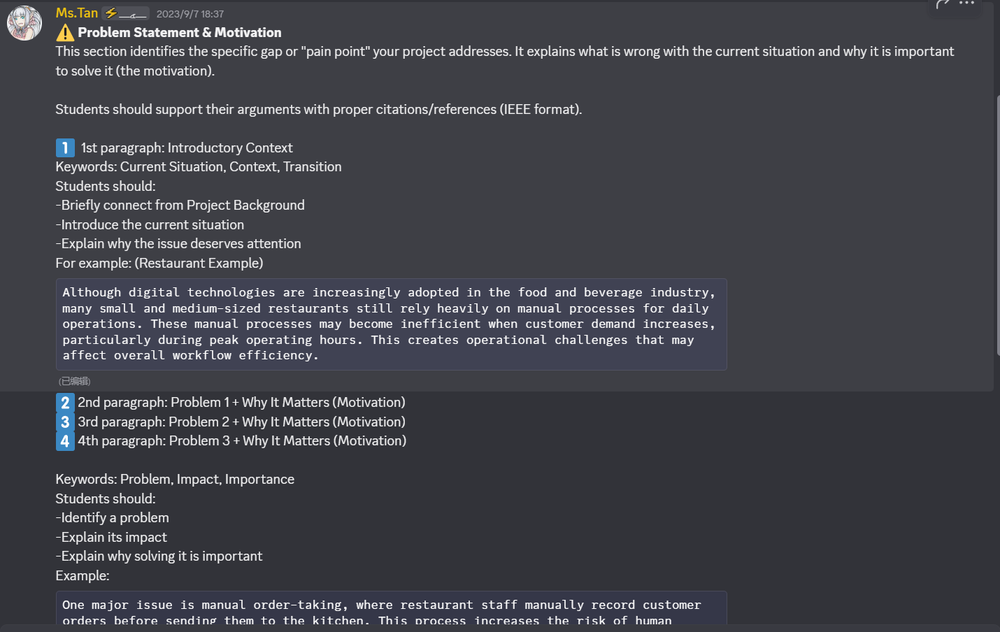 Ms.Tan 2023/9/7 18:37
⚠️ Problem Statement & Motivation
This section identifies the specific gap or "pain point" your project addresses. It explains what is wrong with the current situation and why it is important
to solve it (the motivation).
Students should support their arguments with proper citations/references (IEEE format).
1 1st paragraph: Introductory Context
Keywords: Current Situation, Context, Transition
Students should:
-Briefly connect from Project Background
-Introduce the current situation
-Explain why the issue deserves attention
For example: (Restaurant Example)
Although digital technologies are increasingly adopted in the food and beverage industry,
many small and medium-sized restaurants still rely heavily on manual processes for daily
operations. These manual processes may become inefficient when customer demand increases,
particularly during peak operating hours. This creates operational challenges that may
affect overall workflow efficiency.
(已编辑)
2 2nd paragraph: Problem 1 + Why It Matters (Motivation)
3 3rd paragraph: Problem 2 + Why It Matters (Motivation)
4 4th paragraph: Problem 3 + Why It Matters (Motivation)
Keywords: Problem, Impact, Importance
Students should:
-Identify a problem
-Explain its impact
-Explain why solving it is important
Example:
One major issue is manual order-taking, where restaurant staff manually record customer
orders before sending them to the kitchen. This process increases the risk of human